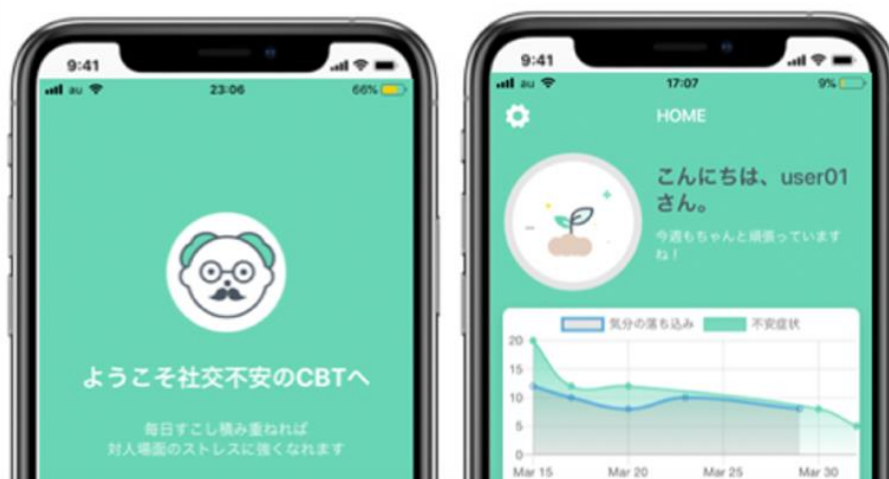 9:41
au
23:06
66%
ようこそ社交不安のCBTへ
毎日すこし積み重ねれば
対人場面のストレスに強くなれます
9:41
au
17:07
9%
HOME
こんにちは、user01
さん。
今週もちゃんと頑張っています
ね！
気分の落ち込み
不安症状
20
15
10
5
0
Mar 15
Mar 20
Mar 25
Mar 30